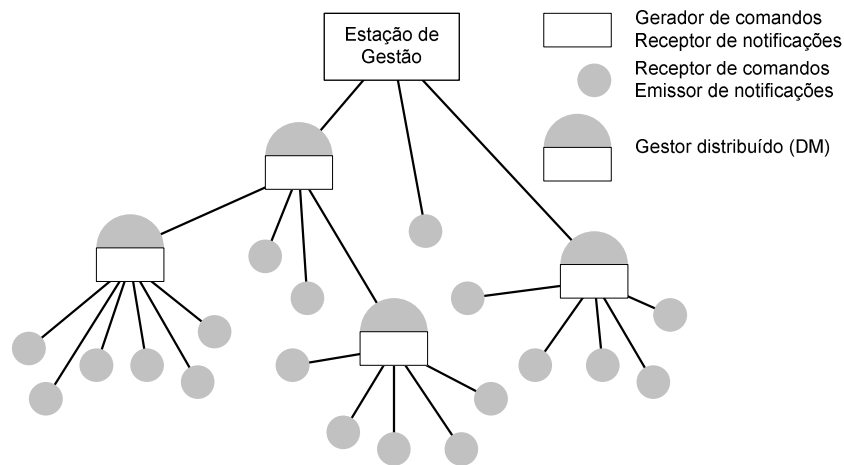 Estação de
Gestão
Gerador de comandos
Receptor de notificações
Receptor de comandos
Emissor de notificações
Gestor distribuído (DM)